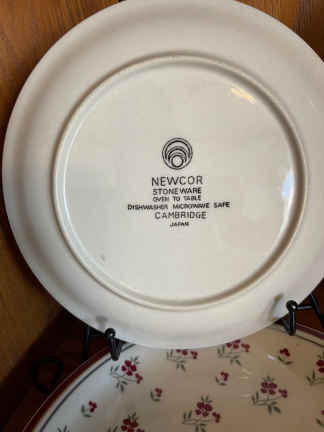 NEWCOR
STONEWARE
OVEN TO TABLE
DISHWASHER MICROWAVE SAFE
CAMBRIDGE
JAPAN